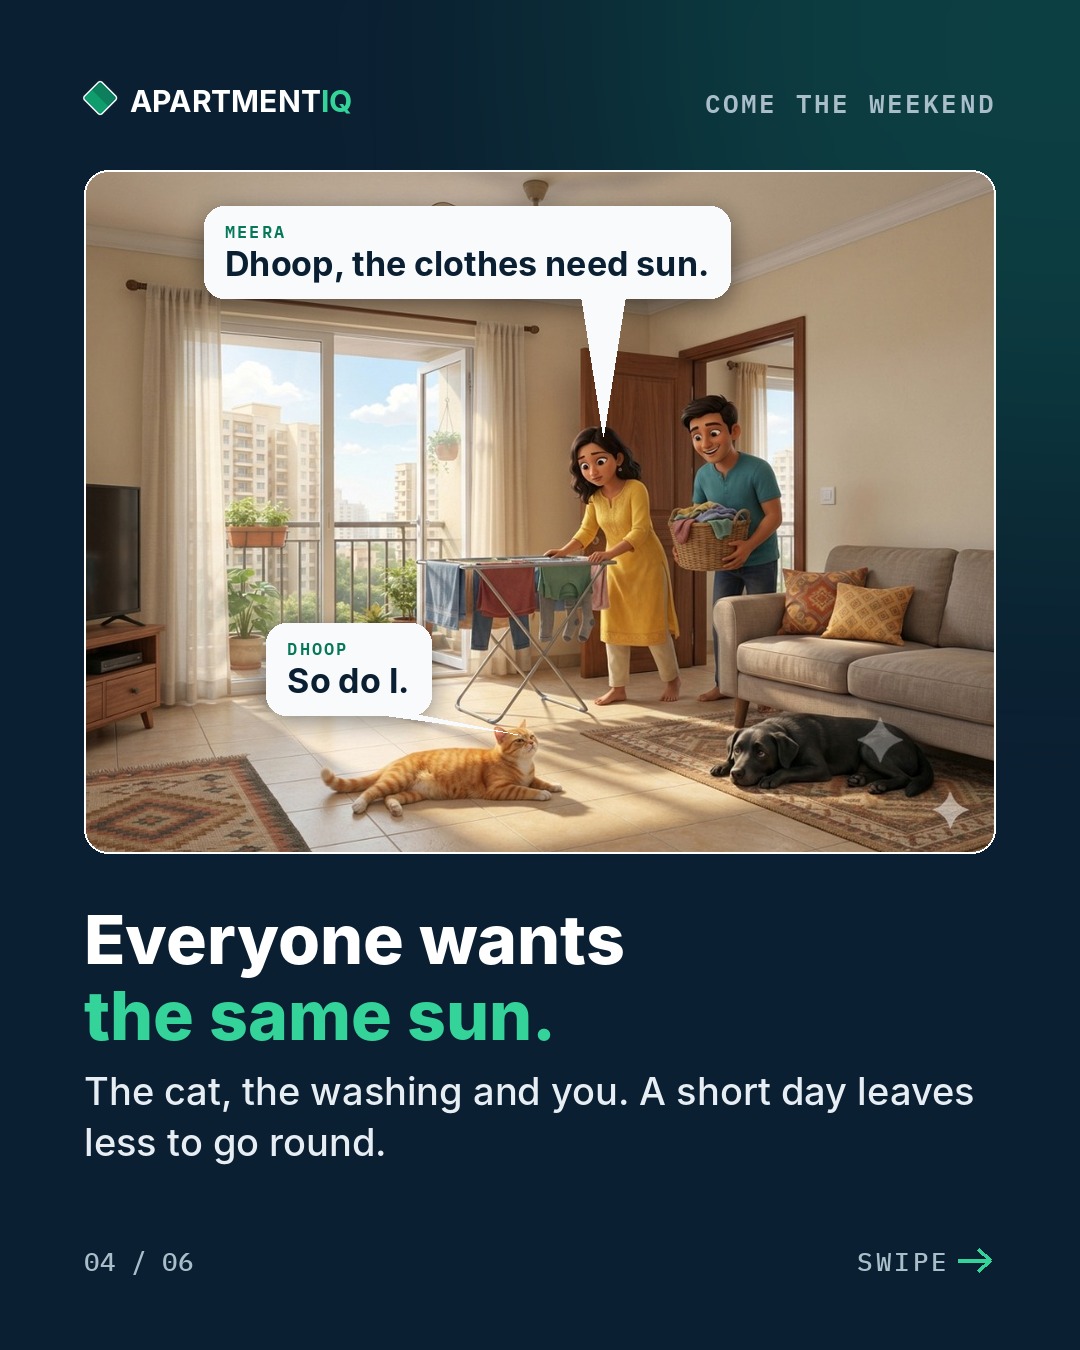 APARTMENTIQ
COME THE WEEKEND
MEERA
Dhoop, the clothes need sun.
DHOOP
So do I.
Everyone wants
the same sun.
The cat, the washing and you. A short day leaves
less to go round.
04 / 06
SWIPE